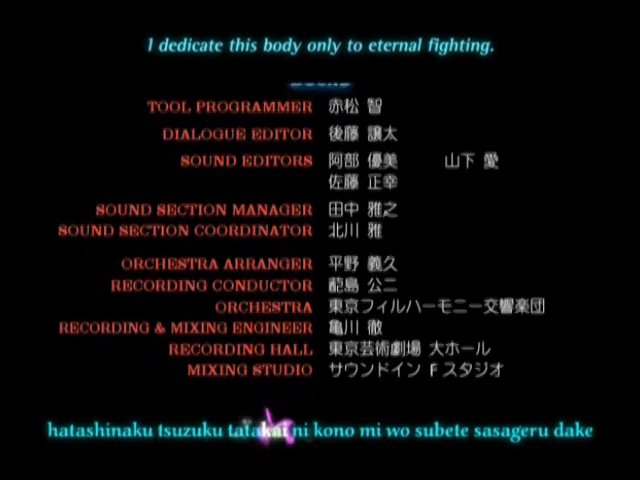 I dedicate this body only to eternal fighting.
TOOL PROGRAMMER 赤松 智
DIALOGUE EDITOR 後藤 譲太
SOUND EDITORS 阿部 優美 山下 愛
佐藤 正幸
SOUND SECTION MANAGER 田中 雅之
SOUND SECTION COORDINATOR 北川 雅
ORCHESTRA ARRANGER 平野 義久
RECORDING CONDUCTOR 公二
ORCHESTRA 東京フィルハーモニー交響楽団
RECORDING & MIXING ENGINEER 亀川 徹
RECORDING HALL 東京芸術劇場 大ホール
MIXING STUDIO サウンドイン Fスタジオ
hatashinaku tsuzuku tatakai ni kono mi wo subete sasageru dake